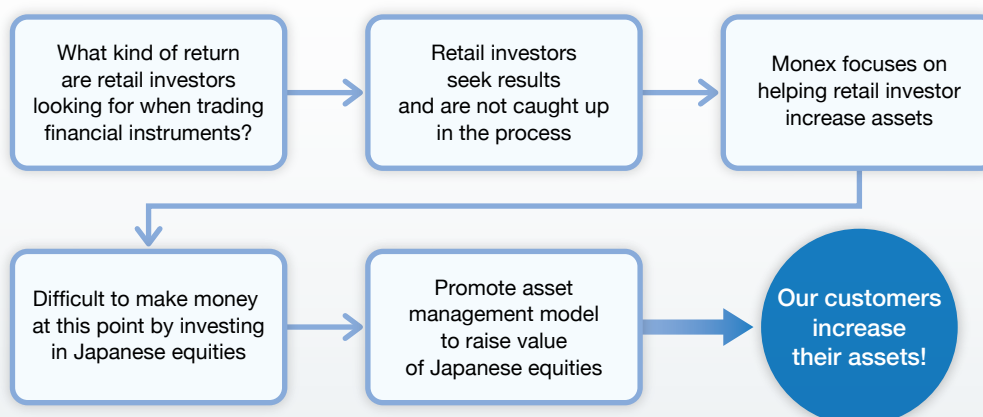 What kind of return
are retail investors
looking for when trading
financial instruments?
Retail investors
seek results
and are not caught up
in the process
Monex focuses on
helping retail investor
increase assets
Difficult to make money
at this point by investing
in Japanese equities
Promote asset
management model
to raise value
of Japanese equities
Our customers
increase
their assets!